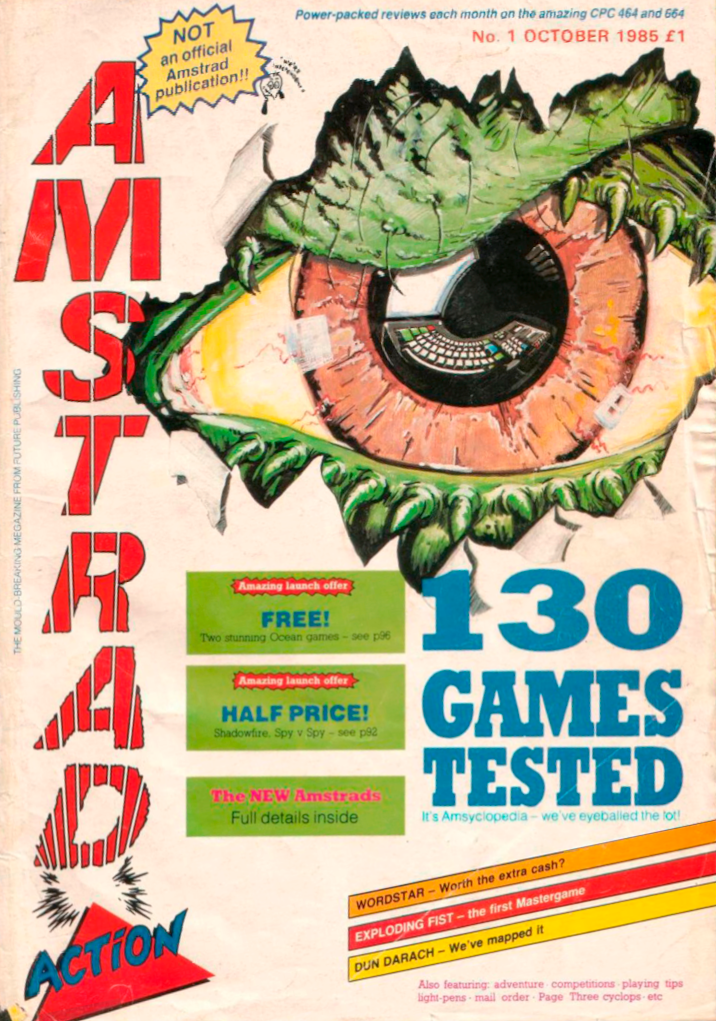 Power-packed reviews each month on the amazing CPC 464 and 664
No. 1 OCTOBER 1985 £1
NOT
an official
Amstrad
publication!!
AMSTRAD
ACTION
THE MOULD-BREAKING MEGAZINE FROM FUTURE PUBLISHING
Amazing launch offer
FREE!
Two stunning Ocean games – see p96
Amazing launch offer
HALF PRICE!
Shadowfire, Spy v Spy – see p92
The NEW Amstrads
Full details inside
130
GAMES
TESTED
It's Amsyclopedia – we've eyeballed the lot!
WORDSTAR – Worth the extra cash?
EXPLODING FIST – the first Mastergame
DUN DARACH – We've mapped it
Also featuring: adventure · competitions · playing tips
light-pens · mail order · Page Three cyclops · etc